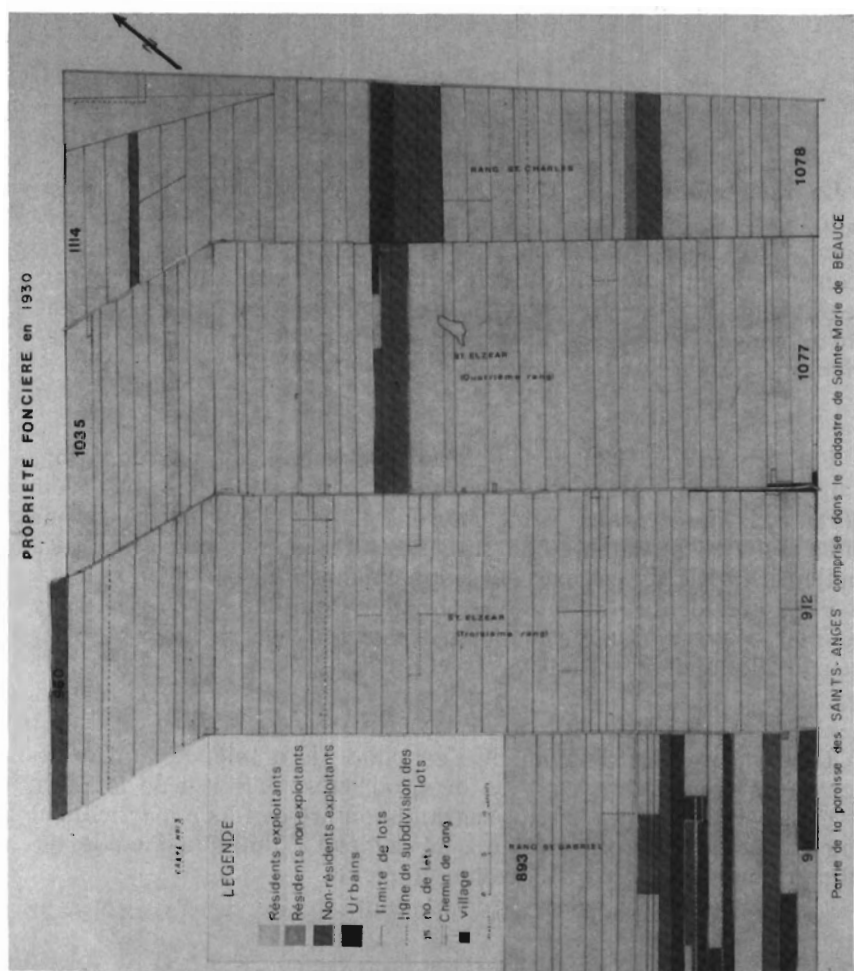 PROPRIETE FONCIERE en 1930
1114
1035
860
RANG ST. CHARLES
1078
ST. ELZEAR
(Quatrième rang)
1077
ST. ELZEAR
(troisième rang)
912
RANG ST. GABRIEL
893
9
LEGENDE
Résidents exploitants
Résidents non-exploitants
Non-résidents exploitants
Urbains
limite de lots
ligne de subdivision des
lots
no. de lots
Chemin de rang
village
Partie de la paroisse des SAINTS-ANGES comprise dans le cadastre de Sainte-Marie de BEAUCE